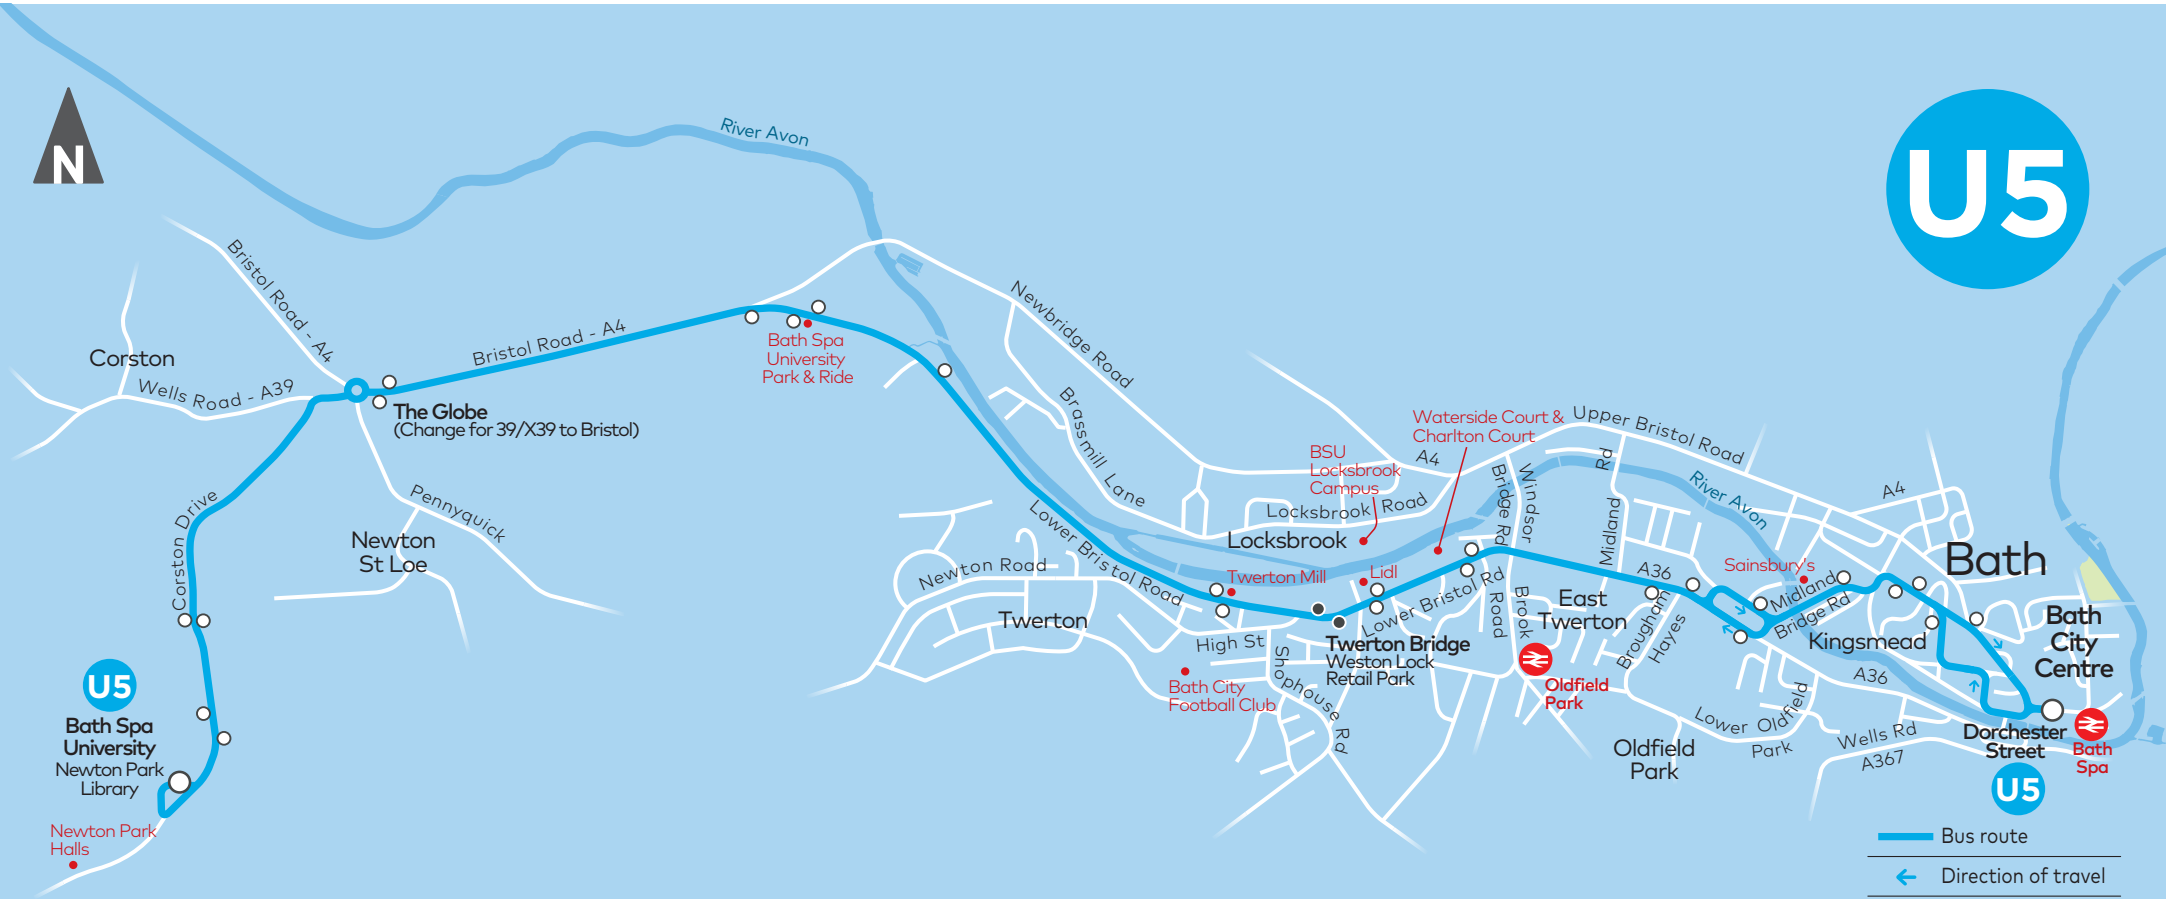 N
River Avon
U5
Bristol Road - A4
Corston
Wells Road - A39
Bristol Road - A4
Bath Spa
University
Park & Ride
The Globe
(Change for 39/X39 to Bristol)
Newbridge Road
Brassmill Lane
Corston Drive
Newton
St Loe
Pennyquick
Lower Bristol Road
Newton Road
Twerton
BSU
Locksbrook
Campus
Waterside Court &
Charlton Court
A4
Upper Bristol Road
Locksbrook Road
Locksbrook
Bridge Rd
Windsor
Midland
Rd
River Avon
A4
Bath
Twerton Mill
Lidl
Lower Bristol Rd
High St
Twerton Bridge
Weston Lock
Retail Park
Shophouse Rd
Bath City
Football Club
Road
Brook
East
Twerton
A36
Brougham
Hayes
Sainsbury's
Midland
Bridge Rd
Kingsmead
Bath
City
Centre
Oldfield
Park
Oldfield
Park
Lower Oldfield
Park
A36
Wells Rd
A367
Dorchester
Street
U5
Bath
Spa
U5
Bath Spa
University
Newton Park
Library
Newton Park
Halls
Bus route
Direction of travel